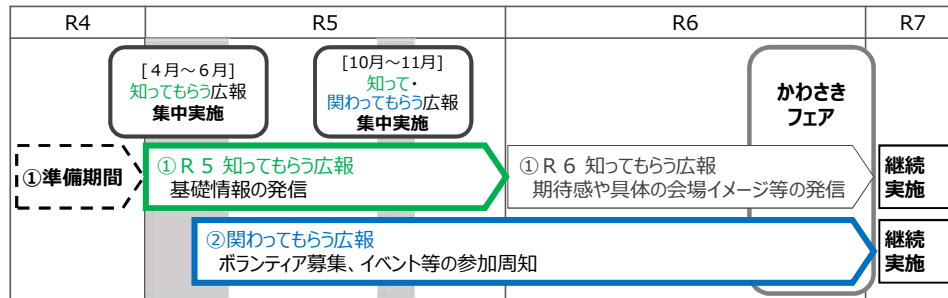 R4
R5
R6
R7
[４月～６月]
知ってもらう広報
集中実施
[10月～11月]
知って・
関わってもらう広報
集中実施
かわさき
フェア
①準備期間
①Ｒ５ 知ってもらう広報
基礎情報の発信
①Ｒ６ 知ってもらう広報
期待感や具体の会場イメージ等の発信
継続
実施
②関わってもらう広報
ボランティア募集、イベント等の参加周知
継続
実施